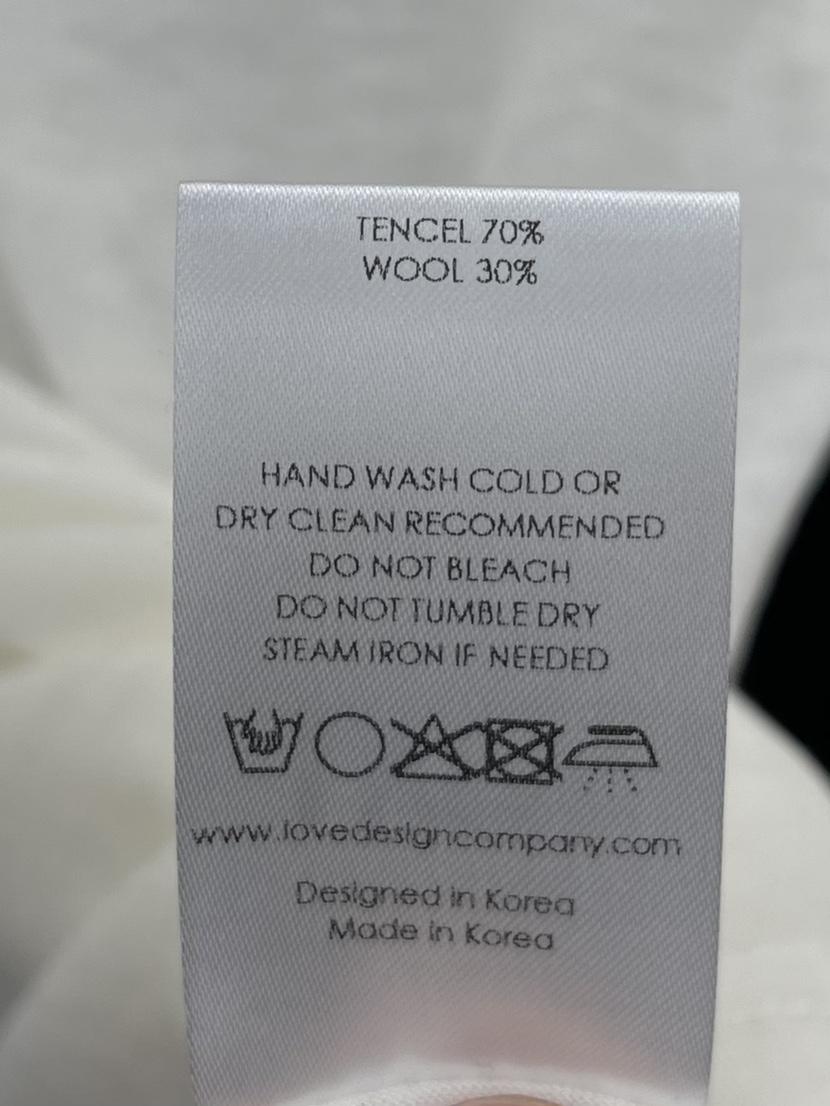 TENCEL 70%
WOOL 30%
HAND WASH COLD OR
DRY CLEAN RECOMMENDED
DO NOT BLEACH
DO NOT TUMBLE DRY
STEAM IRON IF NEEDED
www.lovedesigncompany.com
Designed in Korea
Made in Korea